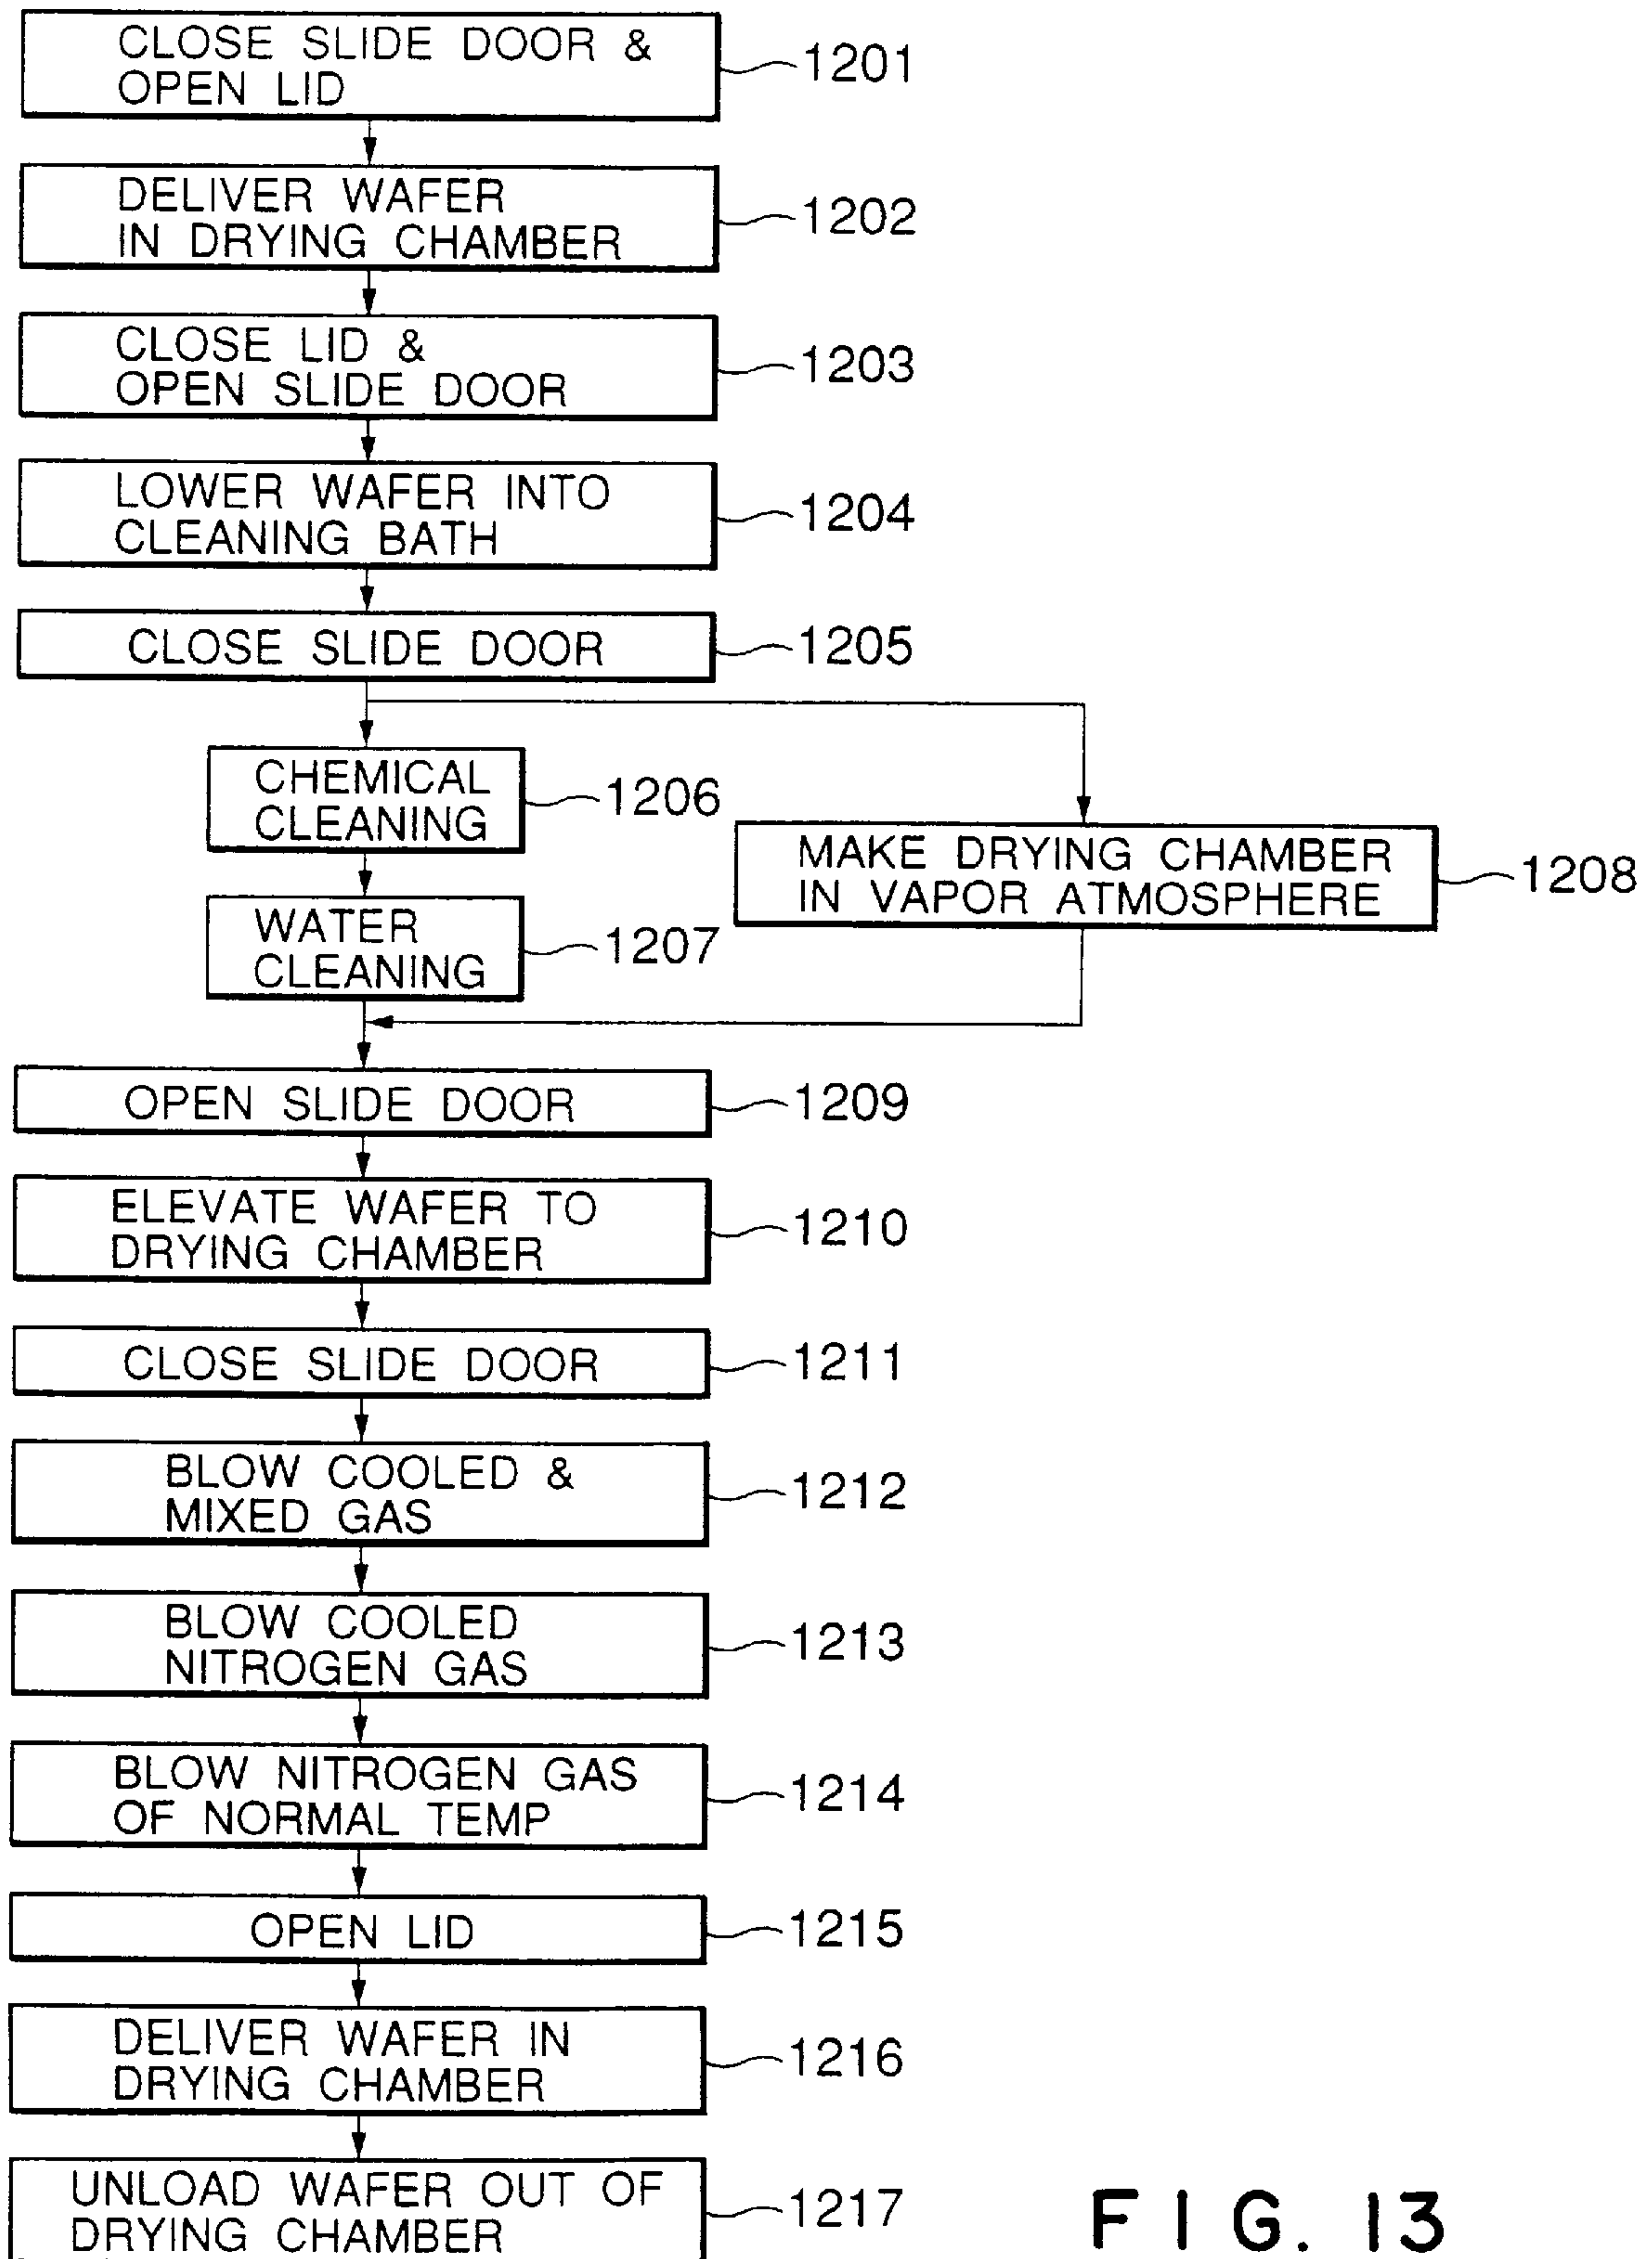 CLOSE SLIDE DOOR &
OPEN LID
1201
DELIVER WAFER
IN DRYING CHAMBER
1202
CLOSE LID &
OPEN SLIDE DOOR
1203
LOWER WAFER INTO
CLEANING BATH
1204
CLOSE SLIDE DOOR
1205
CHEMICAL
CLEANING
1206
WATER
CLEANING
1207
MAKE DRYING CHAMBER
IN VAPOR ATMOSPHERE
1208
OPEN SLIDE DOOR
1209
ELEVATE WAFER TO
DRYING CHAMBER
1210
CLOSE SLIDE DOOR
1211
BLOW COOLED &
MIXED GAS
1212
BLOW COOLED
NITROGEN GAS
1213
BLOW NITROGEN GAS
OF NORMAL TEMP
1214
OPEN LID
1215
DELIVER WAFER IN
DRYING CHAMBER
1216
UNLOAD WAFER OUT OF
DRYING CHAMBER
1217
FIG. 13